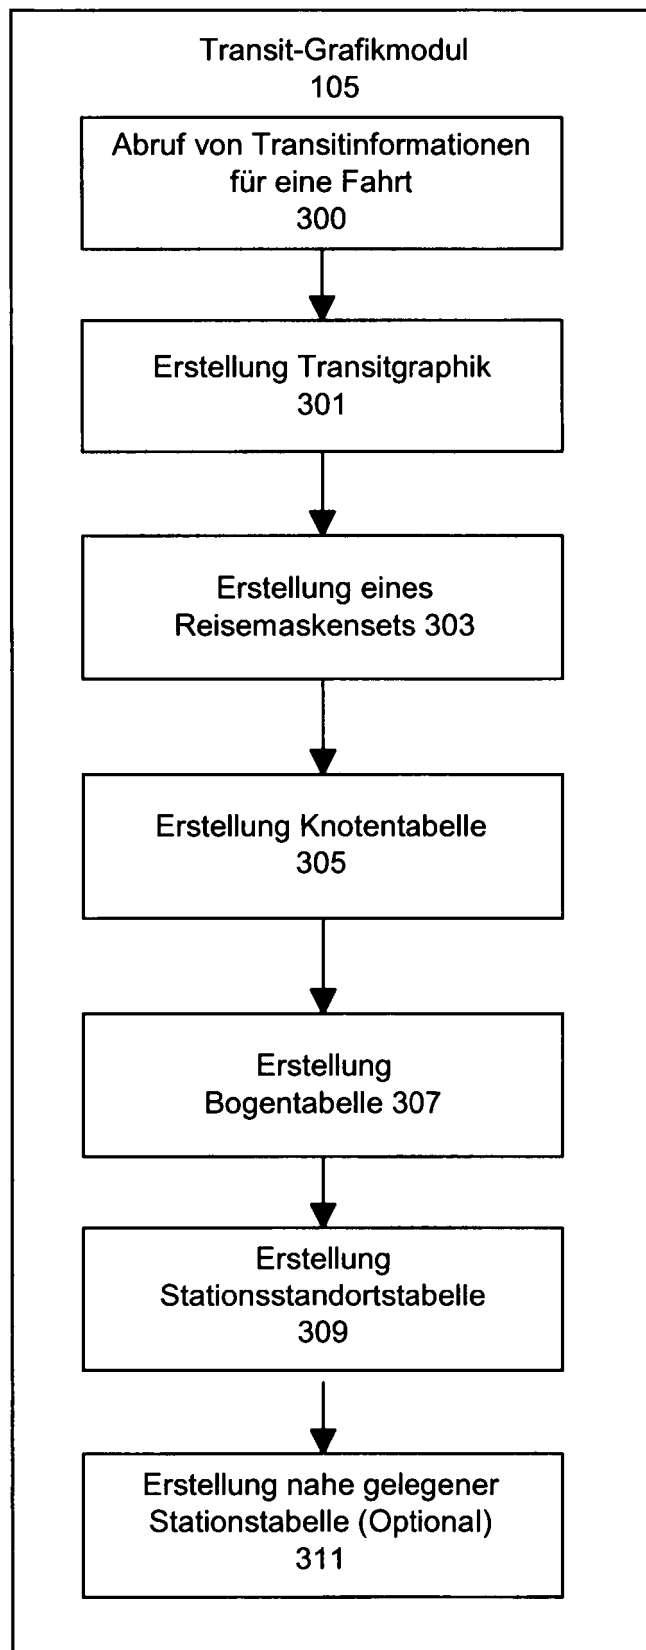 Transit-Grafikmodul
105
Abruf von Transitinformationen
für eine Fahrt
300
Erstellung Transitgraphik
301
Erstellung eines
Reisemaskensets 303
Erstellung Knotentabelle
305
Erstellung
Bogentabelle 307
Erstellung
Stationsstandortstabelle
309
Erstellung nahe gelegener
Stationstabelle (Optional)
311